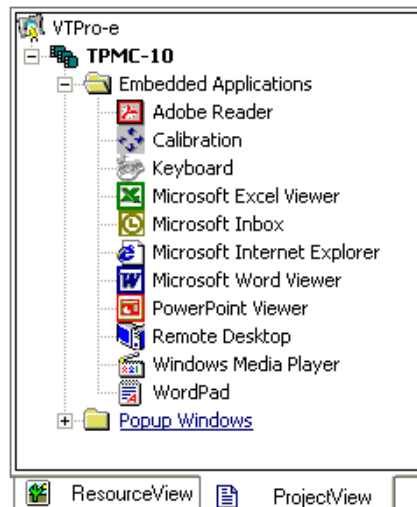 VTPro-e
TPMC-10
Embedded Applications
Adobe Reader
Calibration
Keyboard
Microsoft Excel Viewer
Microsoft Inbox
Microsoft Internet Explorer
Microsoft Word Viewer
PowerPoint Viewer
Remote Desktop
Windows Media Player
WordPad
Popup Windows
ResourceView ProjectView